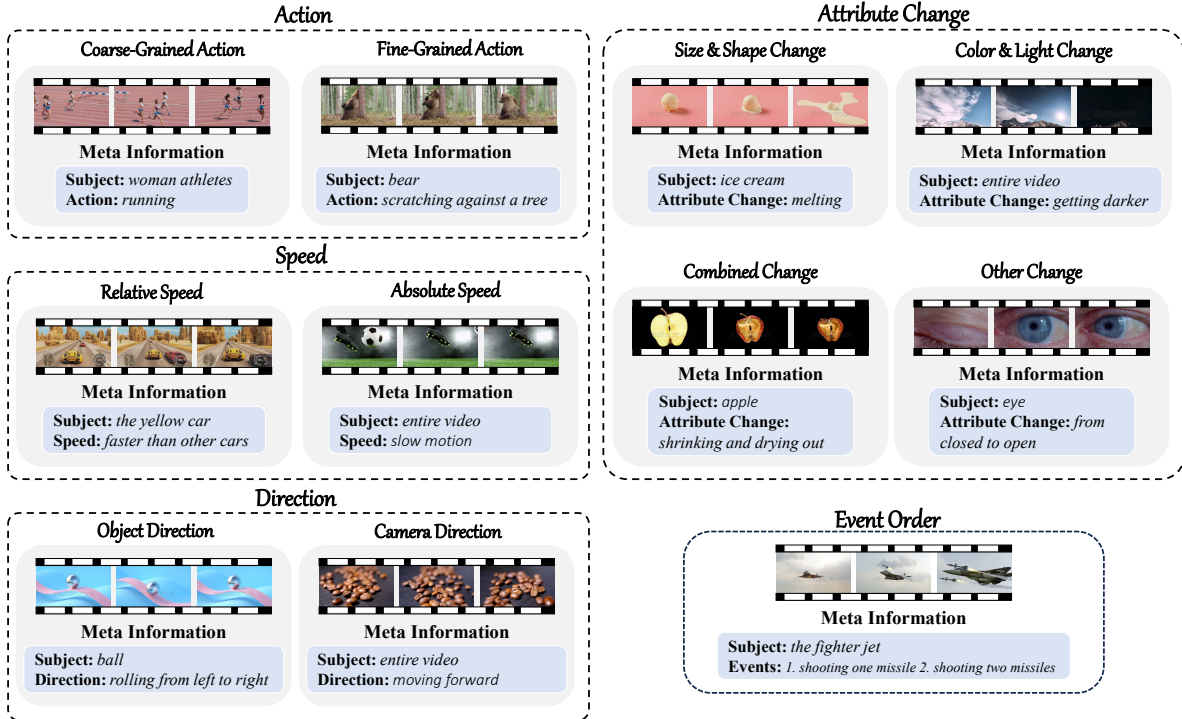 Action
Coarse-Grained Action
Meta Information
Subject: woman athletes
Action: running
Fine-Grained Action
Meta Information
Subject: bear
Action: scratching against a tree
Speed
Relative Speed
Meta Information
Subject: the yellow car
Speed: faster than other cars
Absolute Speed
Meta Information
Subject: entire video
Speed: slow motion
Direction
Object Direction
Meta Information
Subject: ball
Direction: rolling from left to right
Camera Direction
Meta Information
Subject: entire video
Direction: moving forward
Attribute Change
Size & Shape Change
Meta Information
Subject: ice cream
Attribute Change: melting
Color & Light Change
Meta Information
Subject: entire video
Attribute Change: getting darker
Combined Change
Meta Information
Subject: apple
Attribute Change:
shrinking and drying out
Other Change
Meta Information
Subject: eye
Attribute Change: from
closed to open
Event Order
Meta Information
Subject: the fighter jet
Events: 1. shooting one missile 2. shooting two missiles